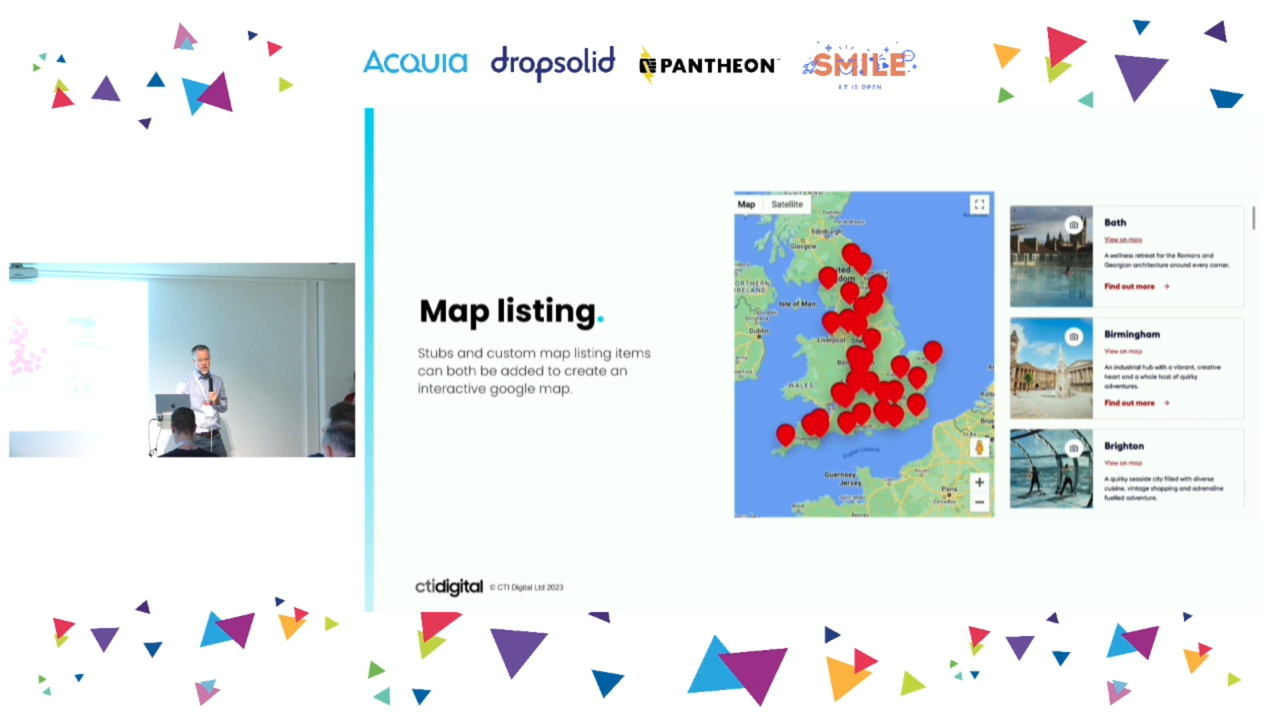 ACQUIA
dropsolid
PANTHEON
SMILE
IT IS OPEN
Map listing.
Stubs and custom map listing items
can both be added to create an
interactive google map.
Map
Satellite
Edinburgh
Glasgow
Isle of Man
Dublin
Liverpool
WALES
English Channel
Guernsey
Jersey
Paris
Bath
View on map
A wellness retreat for the Romans and
Georgian architecture around every corner.
Find out more
Birmingham
View on map
An industrial hub with a vibrant, creative
heart and a whole host of quirky
adventures.
Find out more
Brighton
View on map
A quirky seaside city filled with diverse
cuisine, vintage shopping and adrenaline
fuelled adventure.
ctidigital © CTI Digital Ltd 2023